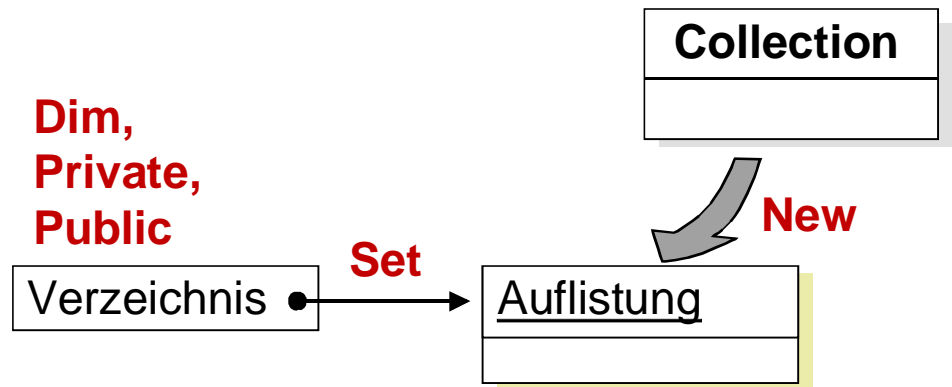 Collection
Dim,
Private,
Public
New
Set
Verzeichnis
Auflistung